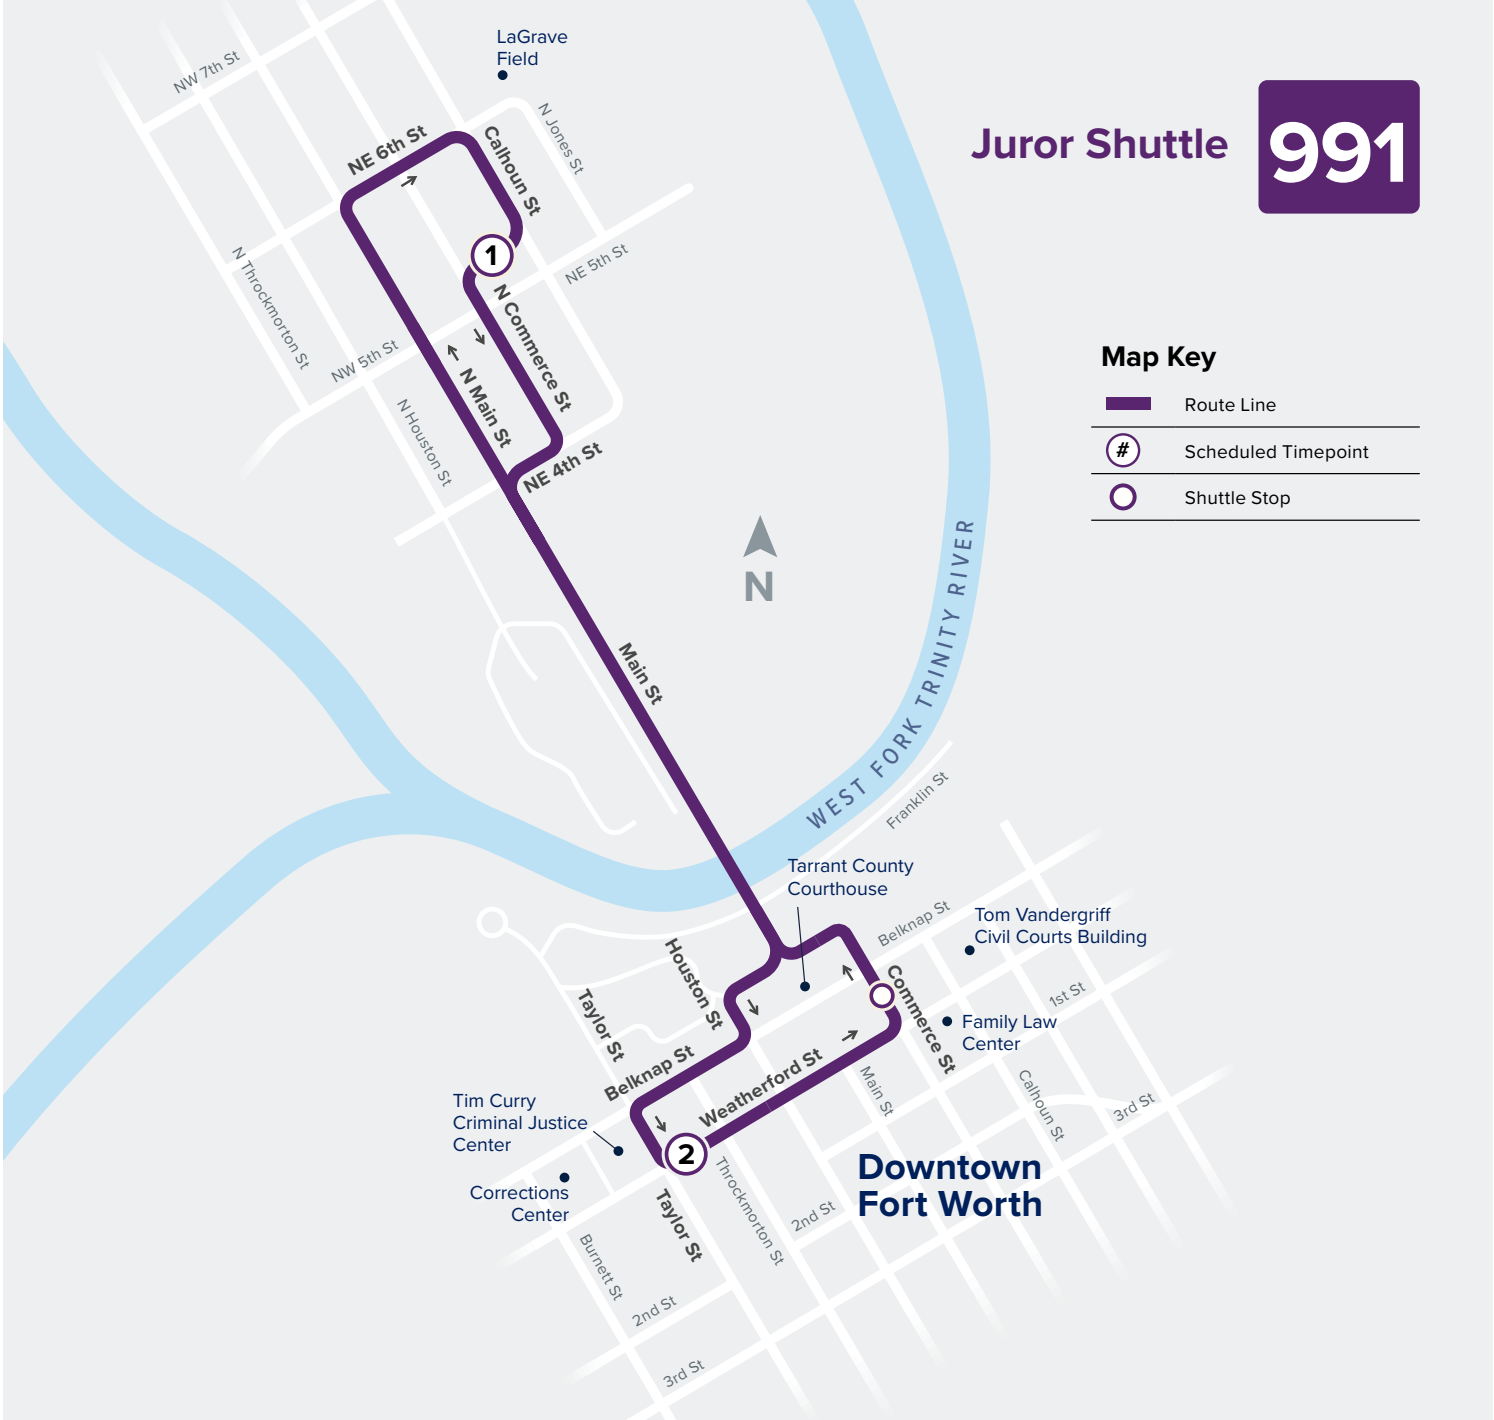 LaGrave
Field
NW 7th St
N Jones St
NE 6th St
Calhoun St
Juror Shuttle
991
1
N Throckmorton St
NE 5th St
NW 5th St
N Commerce St
N Main St
N Houston St
NE 4th St
Map Key
Route Line
#
Scheduled Timepoint
Shuttle Stop
N
WEST FORK TRINITY RIVER
Main St
Franklin St
Tarrant County
Courthouse
Belknap St
Tom Vandergriff
Civil Courts Building
Houston St
Commerce St
1st St
Taylor St
Family Law
Center
Belknap St
Weatherford St
Main St
Calhoun St
3rd St
Tim Curry
Criminal Justice
Center
2
Corrections
Center
Downtown
Fort Worth
Taylor St
Throckmorton St
2nd St
Burnett St
2nd St
3rd St